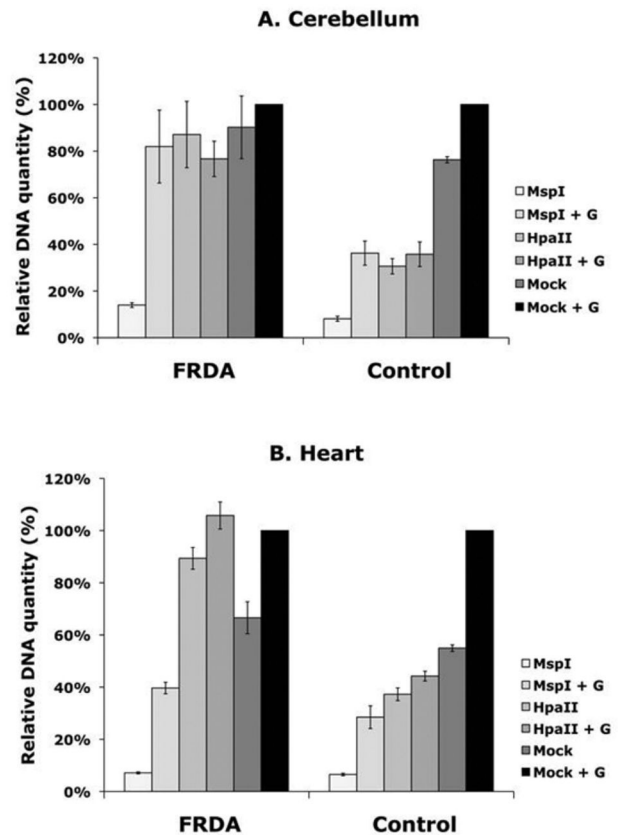 A. Cerebellum
Relative DNA quantity (%)
120%
100%
80%
60%
40%
20%
0%
FRDA Control
MspI
MspI + G
HpaII
HpaII + G
Mock
Mock + G
B. Heart
Relative DNA quantity (%)
120%
100%
80%
60%
40%
20%
0%
FRDA Control
MspI
MspI + G
HpaII
HpaII + G
Mock
Mock + G